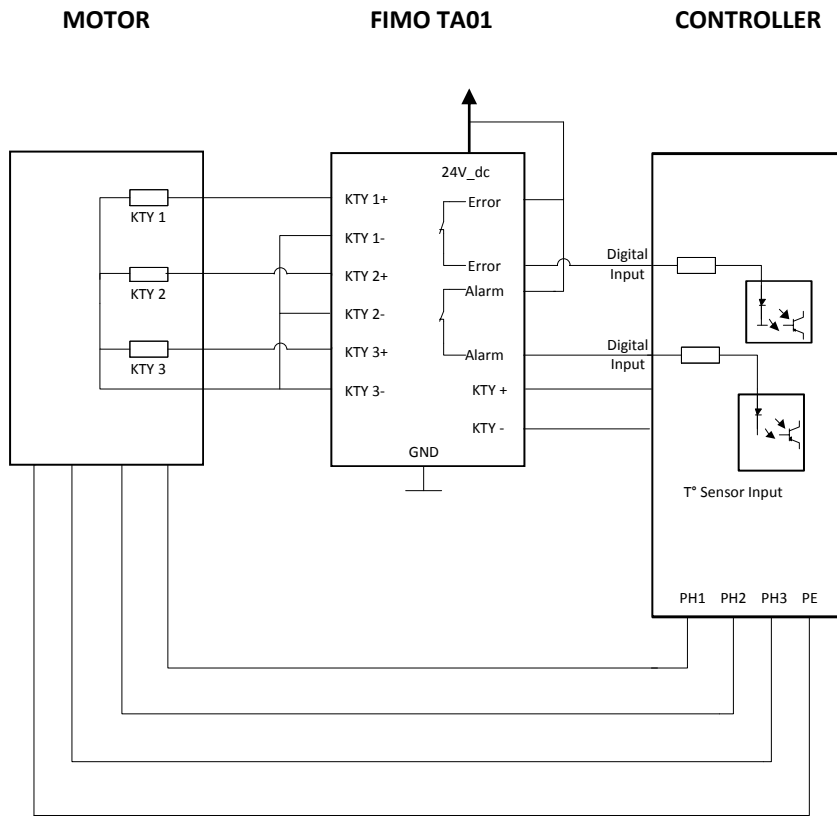 MOTOR
FIMO TA01
CONTROLLER
KTY 1
KTY 2
KTY 3
24V_dc
KTY 1+
KTY 1-
KTY 2+
KTY 2-
KTY 3+
KTY 3-
Error
Error
Alarm
Alarm
KTY +
KTY -
GND
Digital
Input
Digital
Input
T° Sensor Input
PH1 PH2 PH3 PE